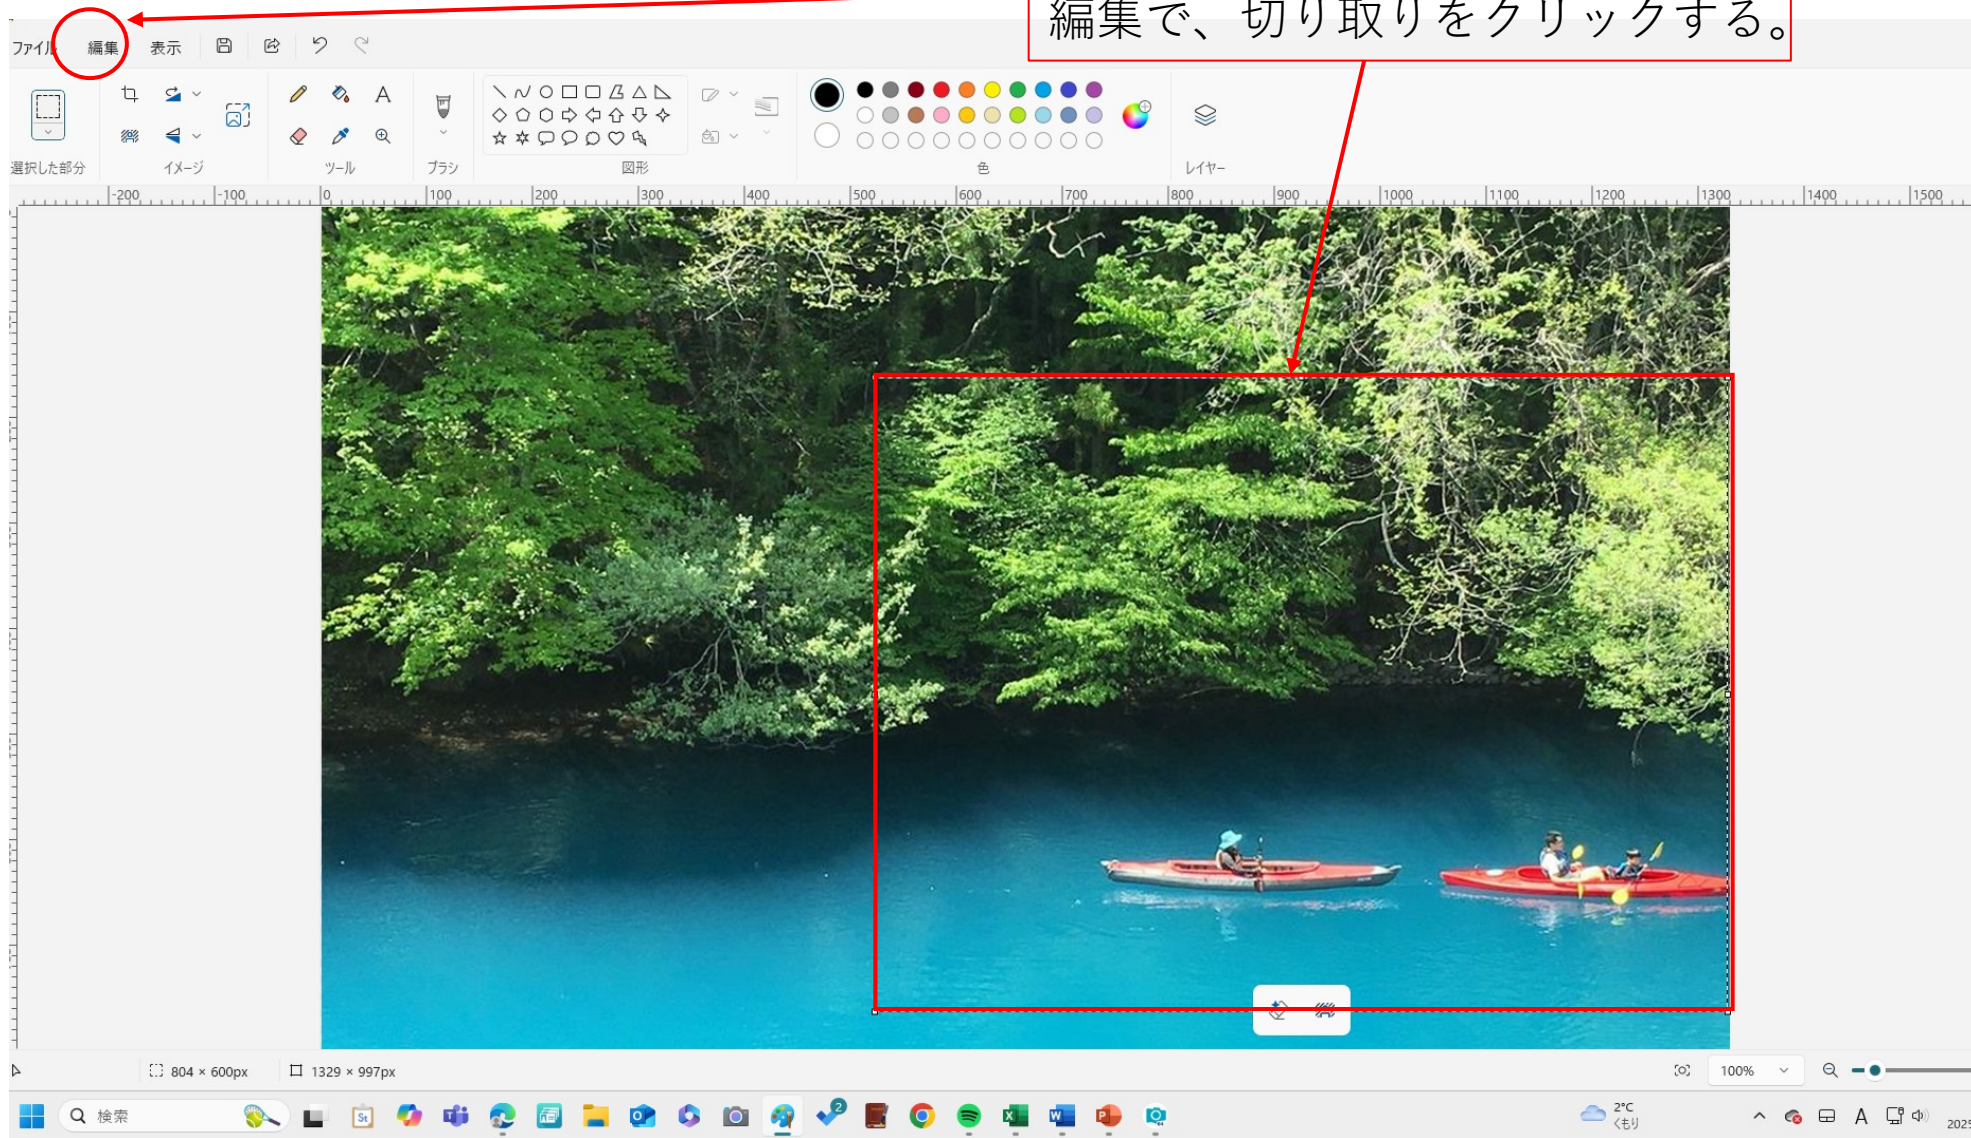 編集で、切り取りをクリックする。
ファイル 編集 表示
選択した部分 イメージ ツール ブラシ 図形 色 レイヤー
-200 -100 0 100 200 300 400 500 600 700 800 900 1000 1100 1200 1300 1400 1500
804 × 600px 1329 × 997px 100%
検索
2
2°C
くもり
A
2025